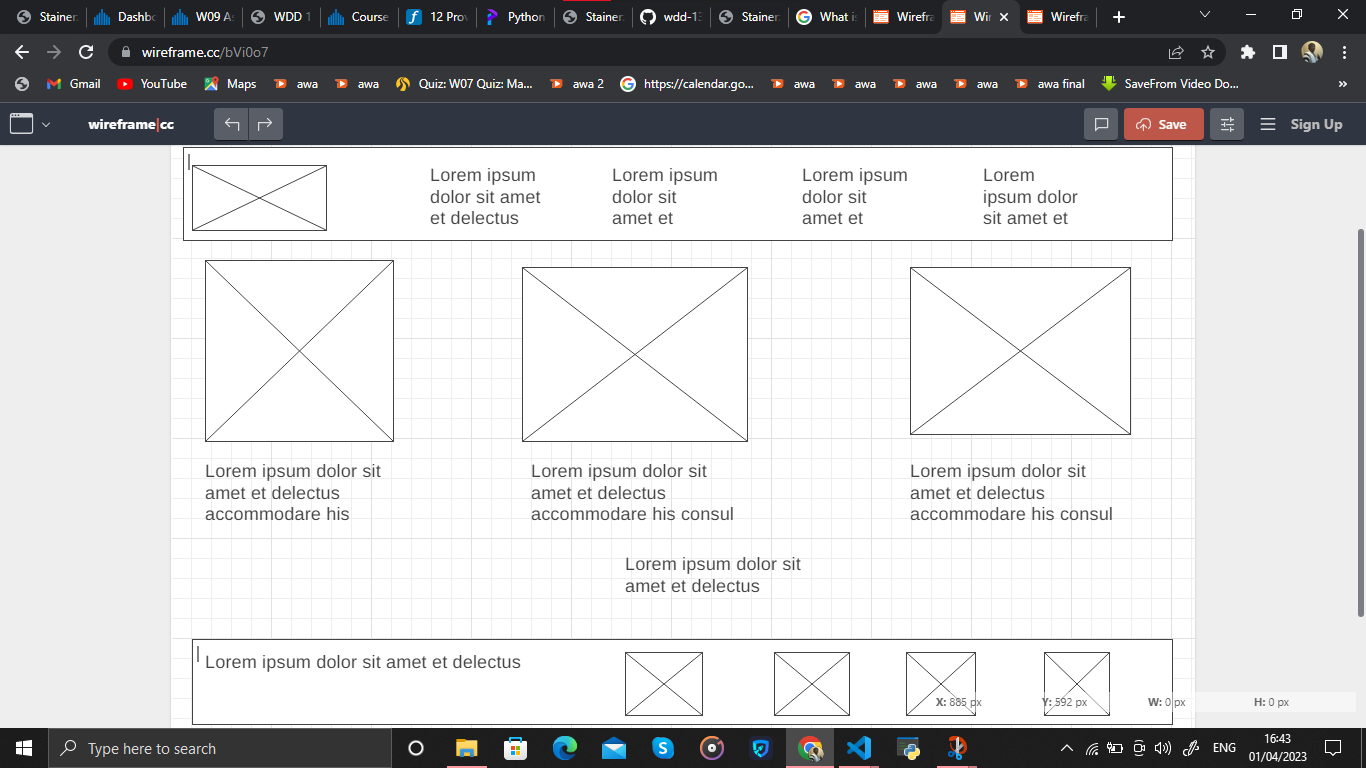 Stainer
Dashbo
W09 As
WDD 1
Course
12 Prov
Python
Stainer
wdd-13
Stainer
What is
Wirefra
Wir
Wirefra
wireframe.cc/bVi0o7
Gmail
YouTube
Maps
awa
awa
Quiz: W07 Quiz: Ma...
awa 2
https://calendar.go...
awa
awa
awa
awa
awa final
SaveFrom Video Do...
wireframe|cc
Save
Sign Up
Lorem ipsum
dolor sit amet
et delectus
Lorem ipsum
dolor sit
amet et
Lorem ipsum
dolor sit
amet et
Lorem
ipsum dolor
sit amet et
Lorem ipsum dolor sit
amet et delectus
accommodare his
Lorem ipsum dolor sit
amet et delectus
accommodare his consul
Lorem ipsum dolor sit
amet et delectus
accommodare his consul
Lorem ipsum dolor sit
amet et delectus
Lorem ipsum dolor sit amet et delectus
X: 885 px
Y: 592 px
W: 0 px
H: 0 px
Type here to search
ENG
16:43
01/04/2023